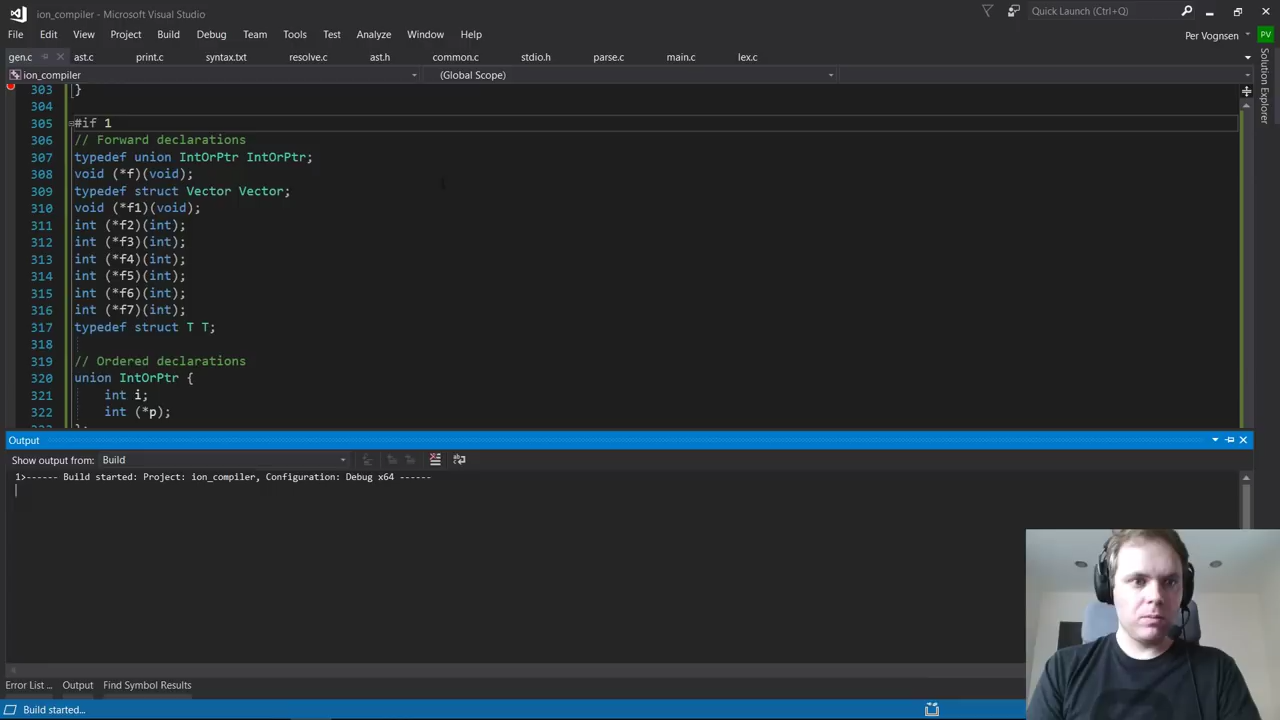 ion_compiler - Microsoft Visual Studio
Quick Launch (Ctrl+Q)
File Edit View Project Build Debug Team Tools Test Analyze Window Help
Per Vognsen
PV
gen.c ast.c print.c syntax.txt resolve.c ast.h common.c stdio.h parse.c main.c lex.c
ion_compiler (Global Scope)
Solution Explorer
303 }
304
305 #if 1
306 // Forward declarations
307 typedef union IntOrPtr IntOrPtr;
308 void (*f)(void);
309 typedef struct Vector Vector;
310 void (*f1)(void);
311 int (*f2)(int);
312 int (*f3)(int);
313 int (*f4)(int);
314 int (*f5)(int);
315 int (*f6)(int);
316 int (*f7)(int);
317 typedef struct T T;
318
319 // Ordered declarations
320 union IntOrPtr {
321 int i;
322 int (*p);
};
Output
Show output from: Build
1>------ Build started: Project: ion_compiler, Configuration: Debug x64 ------
Error List ... Output Find Symbol Results
Build started...